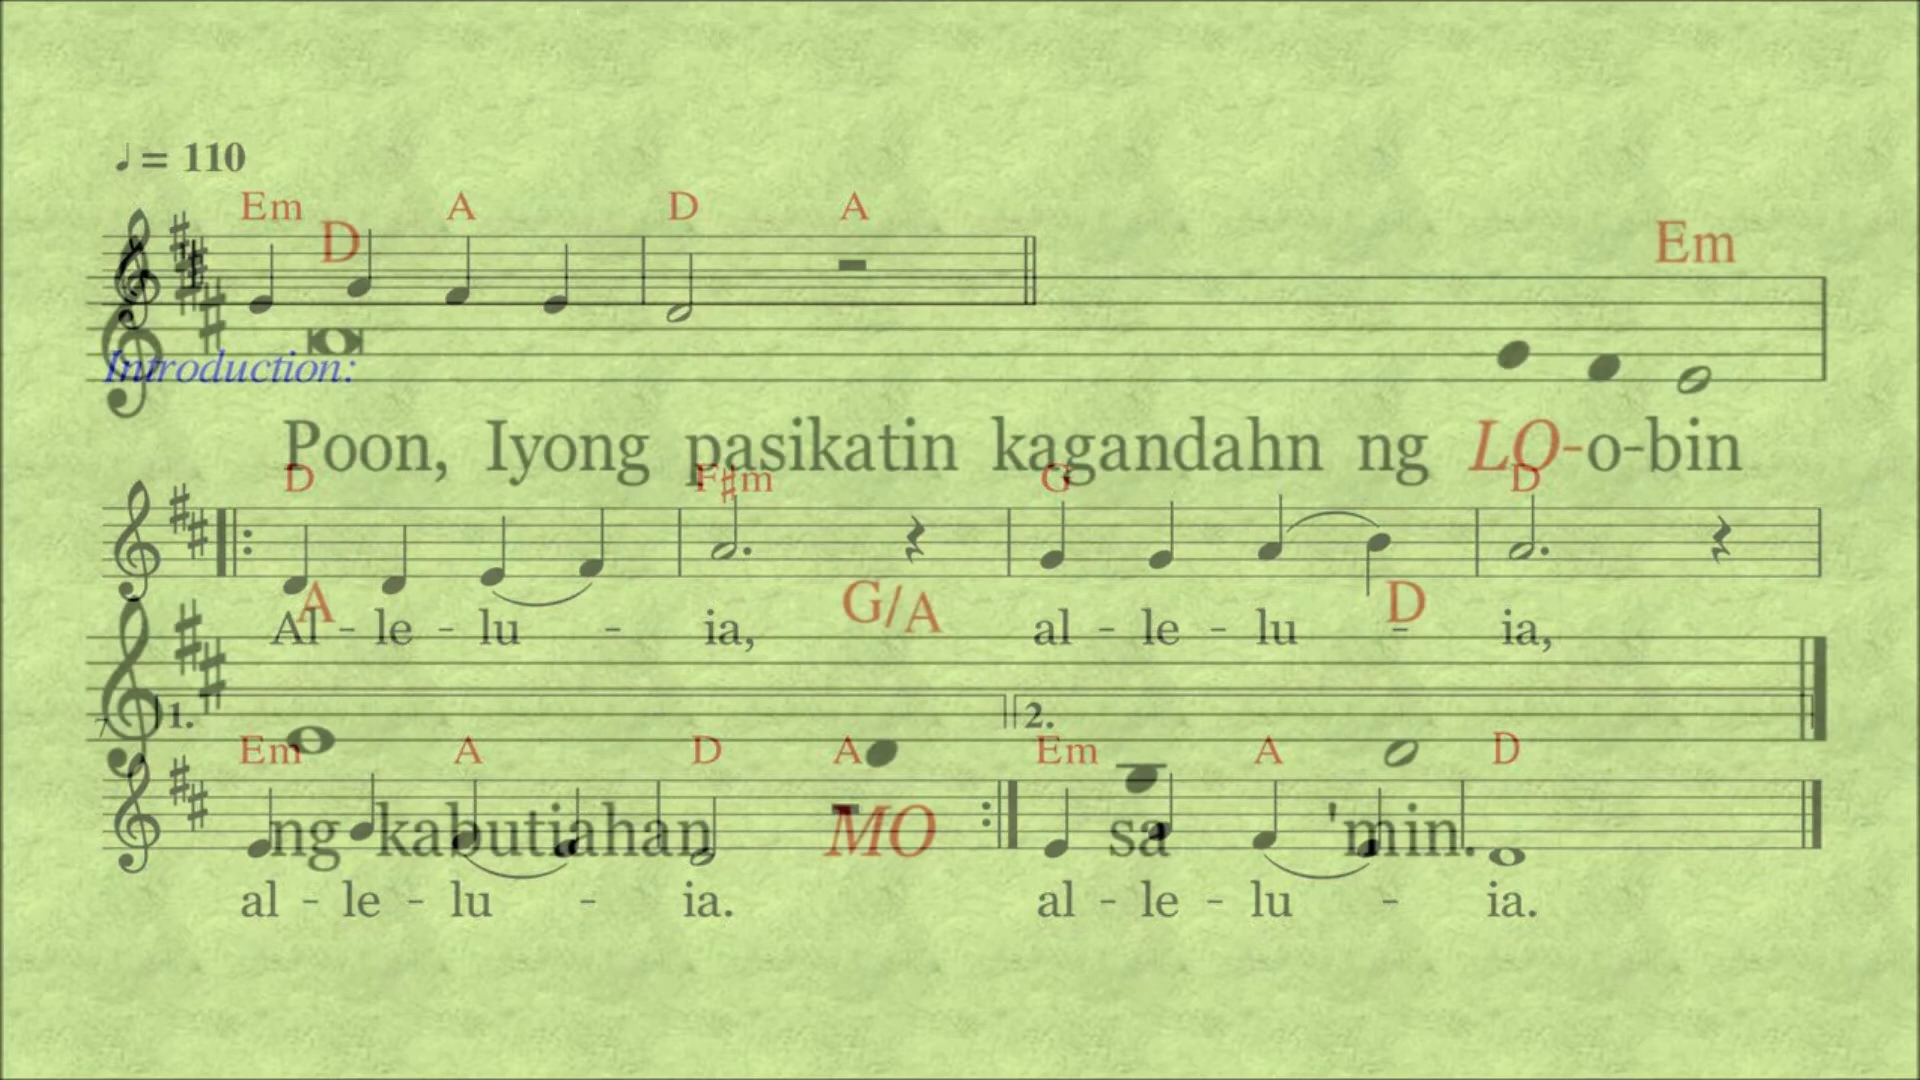 ♩ = 110
Em A D A
D Em
Introduction:
Poon, Iyong pasikatin kagandahn ng LO-o-bin
D F♯m G D
A G/A D
Al - le - lu - ia, al - le - lu - ia,
7 1. 2.
Em A D A Em A D
ng kabutiahan MO sa 'min.
al - le - lu - ia. al - le - lu - ia.